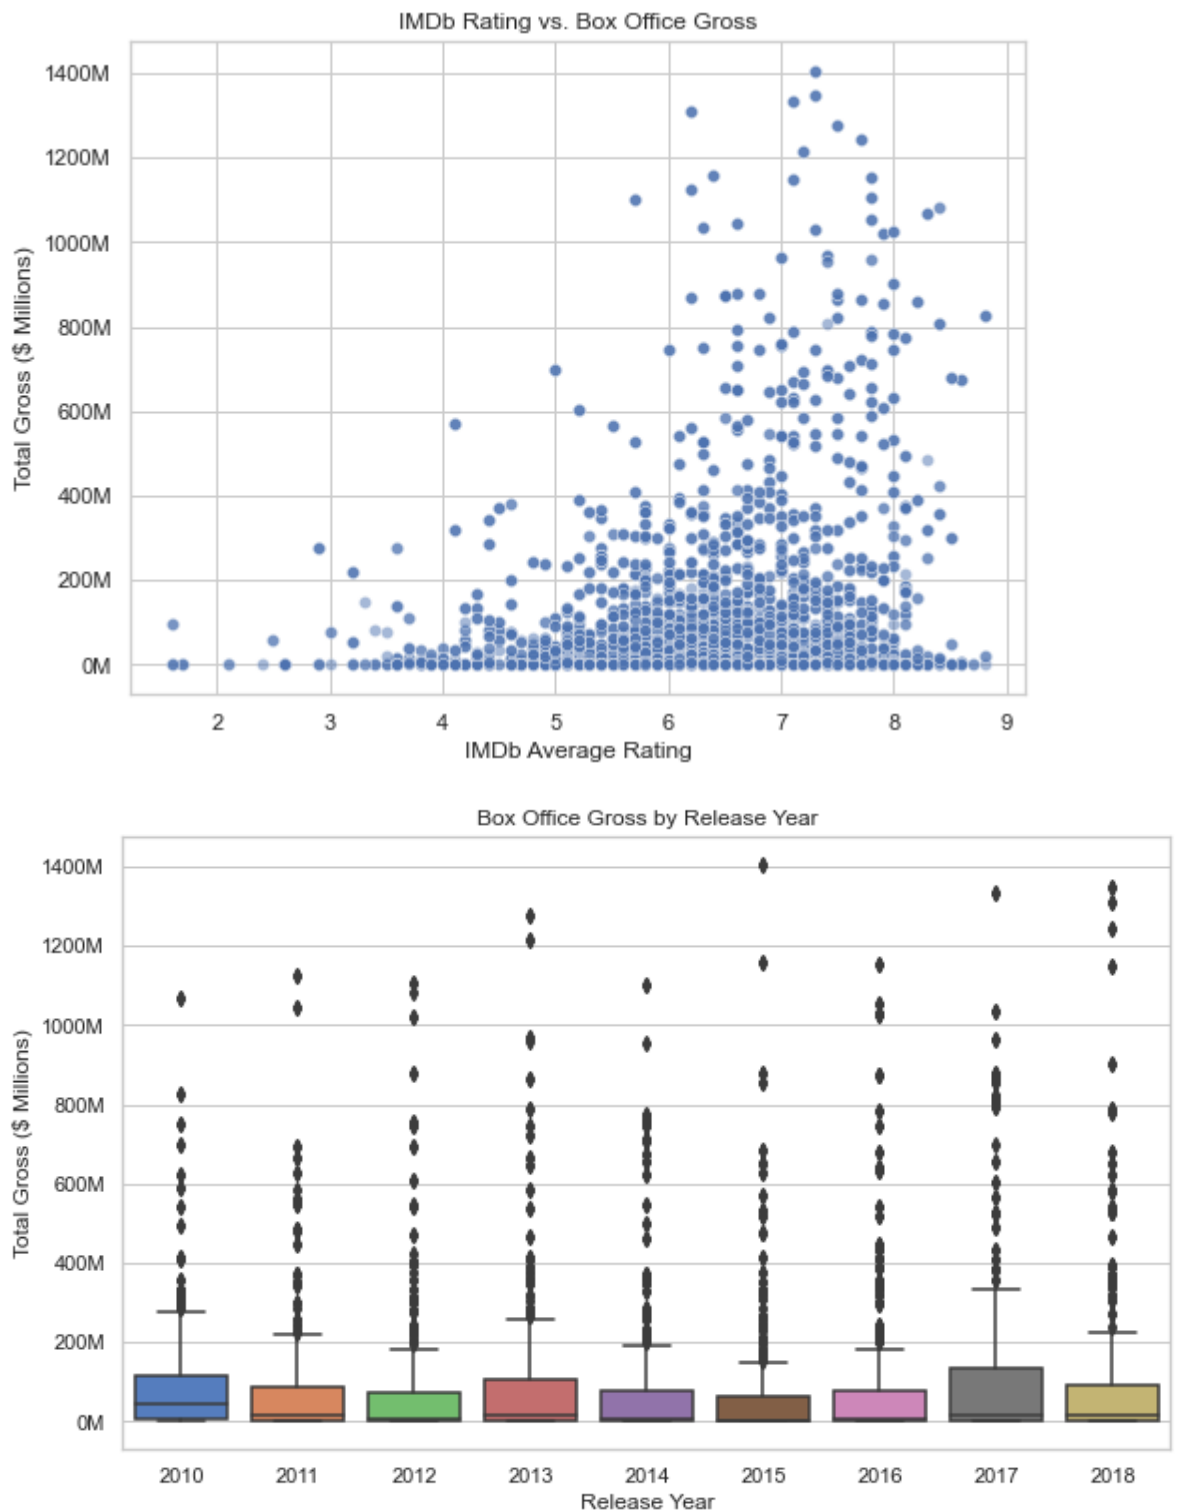 IMDb Rating vs. Box Office Gross
1400M
1200M
1000M
800M
600M
400M
200M
0M
Total Gross ($ Millions)
2 3 4 5 6 7 8 9
IMDb Average Rating
Box Office Gross by Release Year
1400M
1200M
1000M
800M
600M
400M
200M
0M
Total Gross ($ Millions)
2010 2011 2012 2013 2014 2015 2016 2017 2018
Release Year